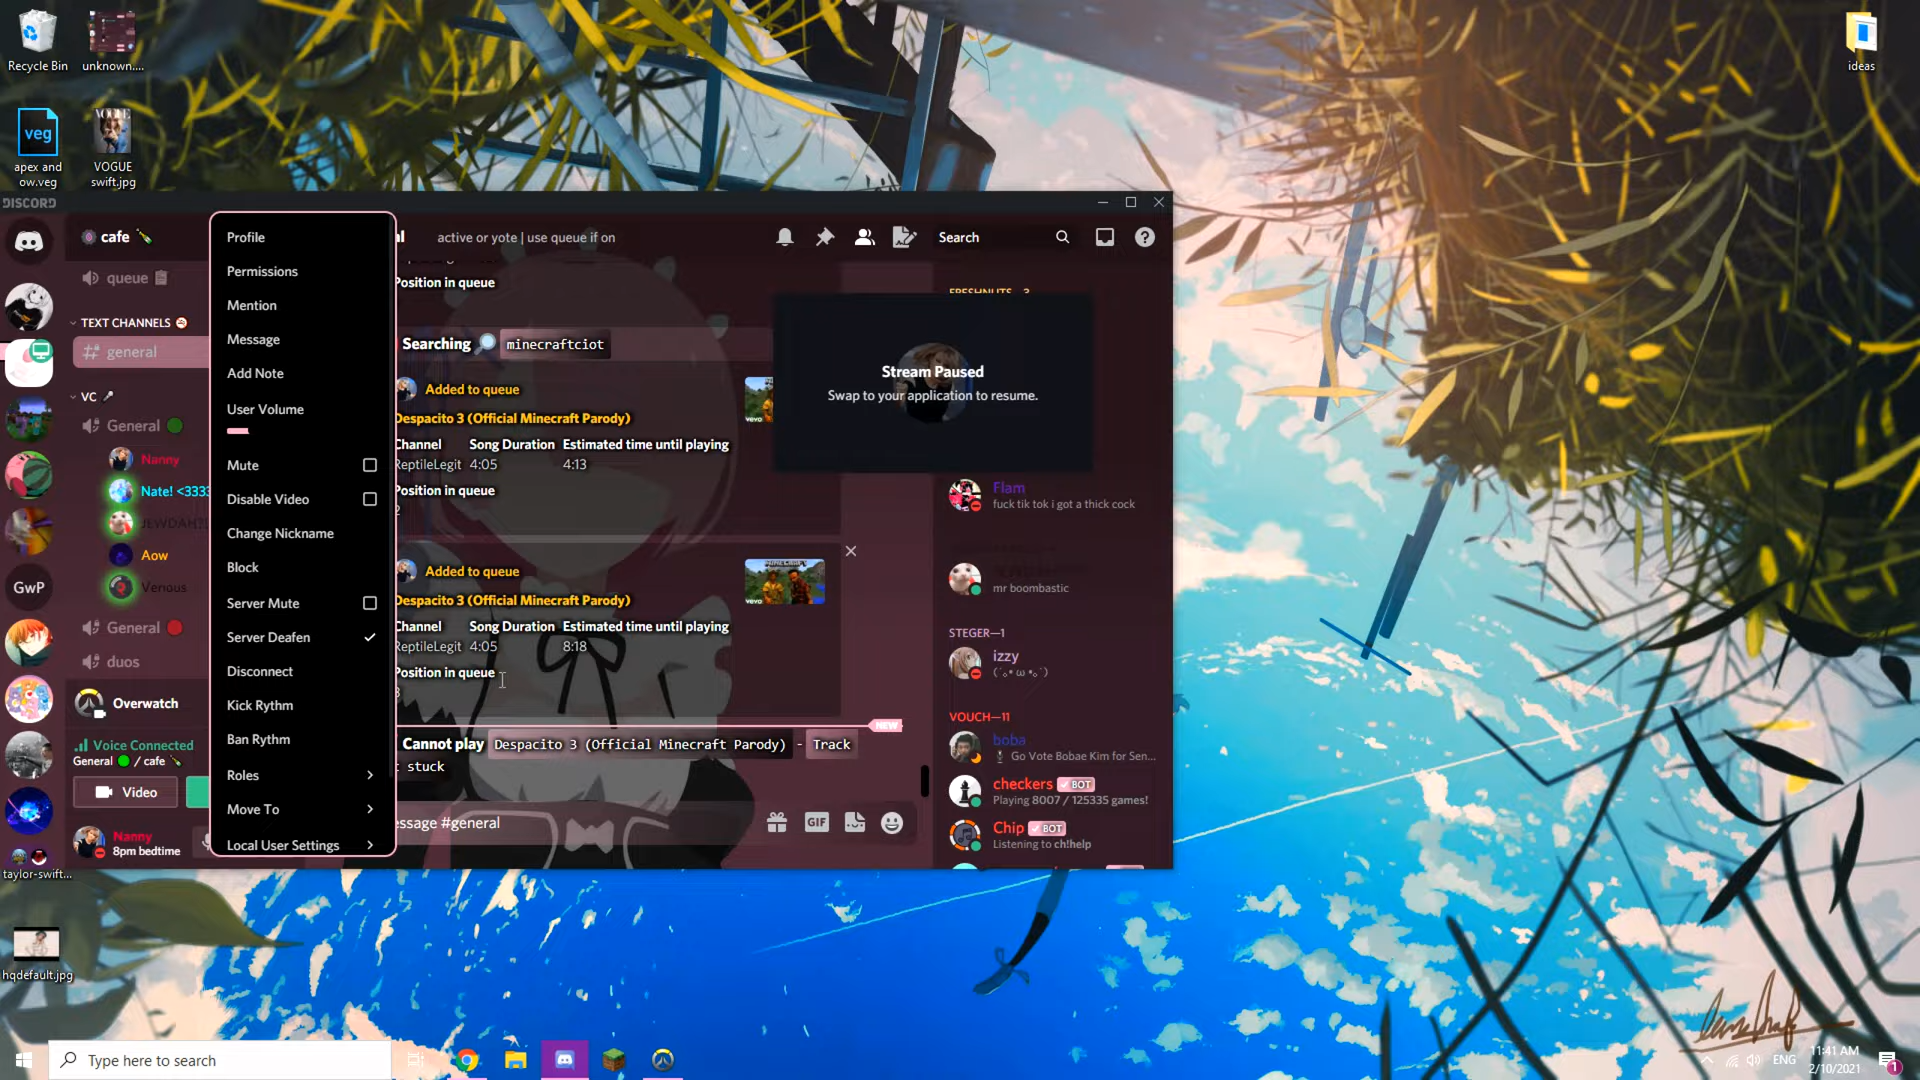 Recycle Bin
unknown....
ideas
veg
VOGUE
apex and
ow.veg
VOGUE
swift.jpg
DISCORD
cafe
queue
TEXT CHANNELS
general
VC
General
Nanny
Nate! <3333
Aow
Venous
General
duos
GwP
Overwatch
Voice Connected
General / cafe
Video
Nanny
8pm bedtime
taylor-swift...
hqdefault.jpg
Profile
Permissions
Mention
Message
Add Note
User Volume
Mute
Disable Video
Change Nickname
Block
Server Mute
Server Deafen
Disconnect
Kick Rythm
Ban Rythm
Roles
Move To
Local User Settings
al
active or yote | use queue if on
Search
Position in queue
Searching minecraftciot
Added to queue
Despacito 3 (Official Minecraft Parody)
Channel Song Duration Estimated time until playing
ReptileLegit 4:05 4:13
Position in queue
2
Added to queue
Despacito 3 (Official Minecraft Parody)
Channel Song Duration Estimated time until playing
ReptileLegit 4:05 8:18
Position in queue
3
NEW
Cannot play Despacito 3 (Official Minecraft Parody) - Track
stuck
essage #general
GIF
Stream Paused
Swap to your application to resume.
FRESHNUTS—3
Flam
fuck tik tok i got a thick cock
mr boombastic
STEGER—1
izzy
VOUCH—11
boba
Go Vote Bobae Kim for Sen...
checkers BOT
Playing 8007 / 125335 games!
Chip BOT
Listening to ch!help
Type here to search
ENG
11:41 AM
2/10/2021
1